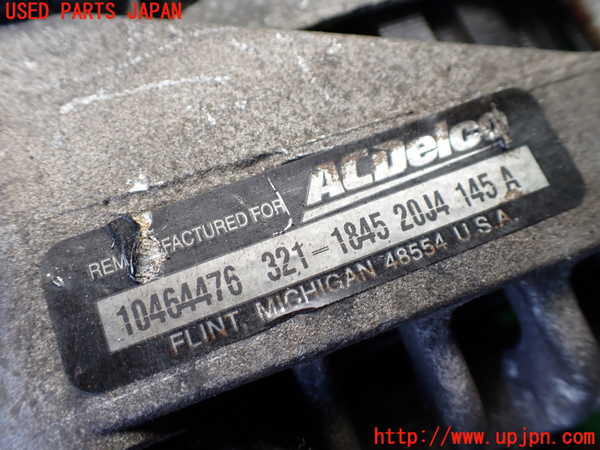 USED PARTS JAPAN
ACDelco
REMANUFACTURED FOR
10464476 321-1845 20J4 145 A
FLINT, MICHIGAN 48554 U.S.A.
http://www.upjpn.com